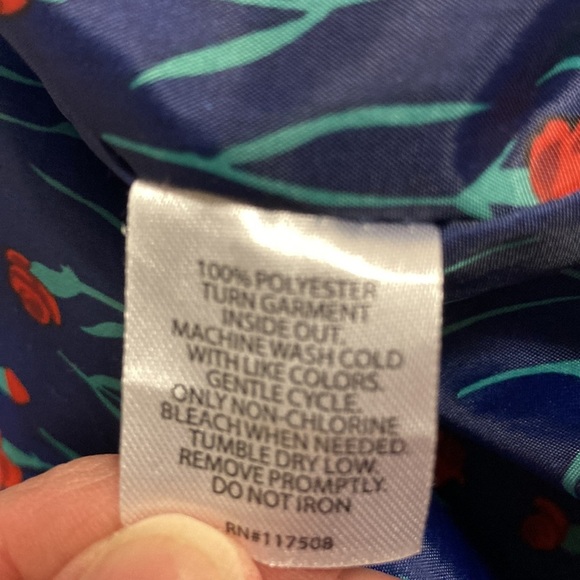 100% POLYESTER
TURN GARMENT
INSIDE OUT.
MACHINE WASH COLD
WITH LIKE COLORS.
GENTLE CYCLE.
ONLY NON-CHLORINE
BLEACH WHEN NEEDED.
TUMBLE DRY LOW.
REMOVE PROMPTLY.
DO NOT IRON
RN#117508